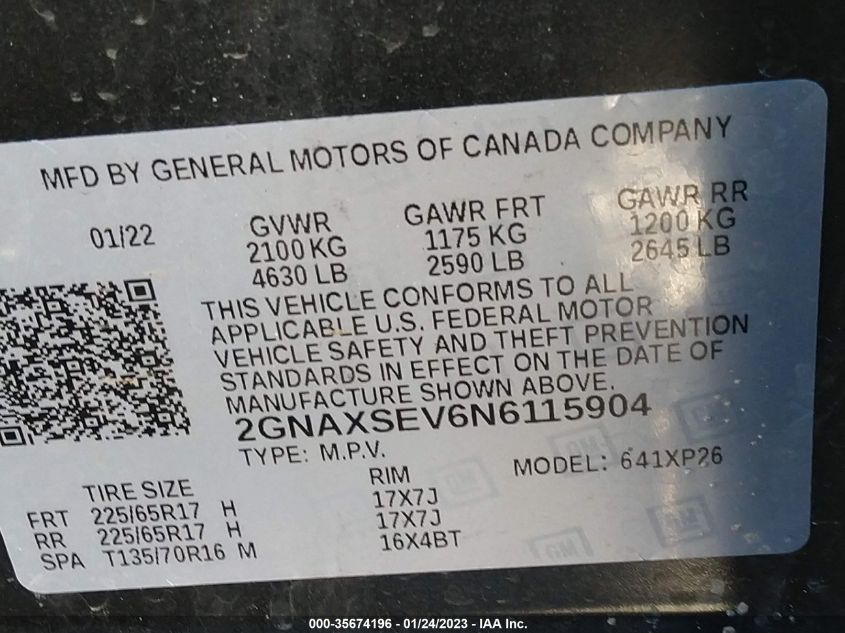 MFD BY GENERAL MOTORS OF CANADA COMPANY
01/22 GVWR GAWR FRT GAWR RR
2100 KG 1175 KG 1200 KG
4630 LB 2590 LB 2645 LB
THIS VEHICLE CONFORMS TO ALL
APPLICABLE U.S. FEDERAL MOTOR
VEHICLE SAFETY AND THEFT PREVENTION
STANDARDS IN EFFECT ON THE DATE OF
MANUFACTURE SHOWN ABOVE.
2GNAXSEV6N6115904
TYPE: M.P.V. MODEL: 641XP26
TIRE SIZE RIM
FRT 225/65R17 H 17X7J
RR 225/65R17 H 17X7J
SPA T135/70R16 M 16X4BT
GM GM GM
000-35674196 - 01/24/2023 - IAA Inc.